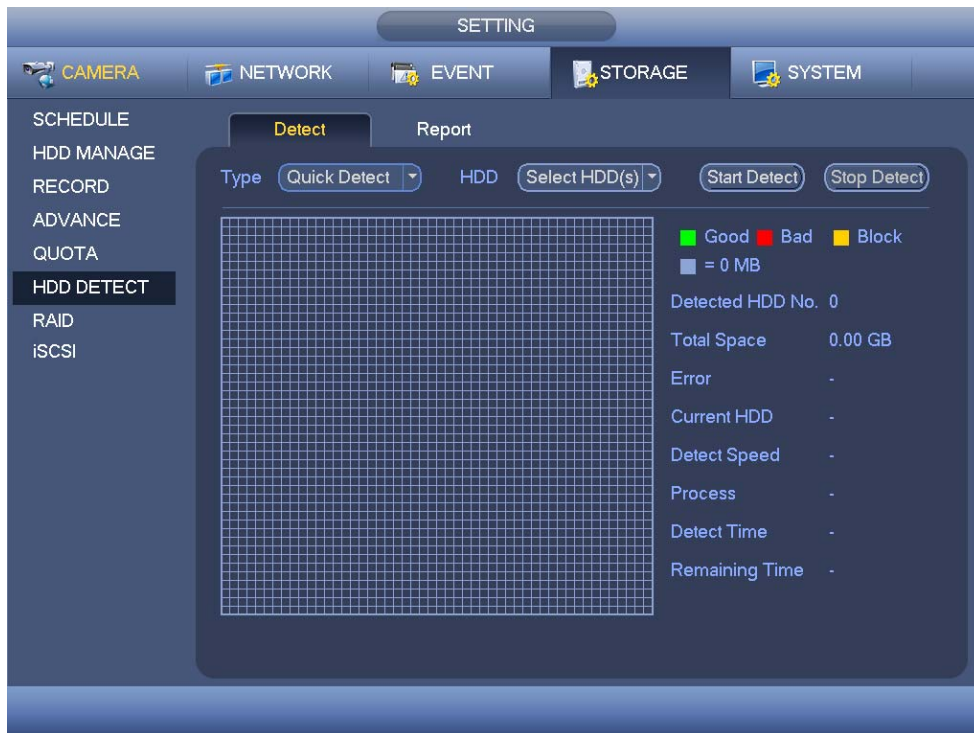 SETTING
CAMERA NETWORK EVENT STORAGE SYSTEM
SCHEDULE
HDD MANAGE
RECORD
ADVANCE
QUOTA
HDD DETECT
RAID
iSCSI
Detect Report
Type Quick Detect HDD Select HDD(s) Start Detect Stop Detect
Good Bad Block
= 0 MB
Detected HDD No. 0
Total Space 0.00 GB
Error -
Current HDD -
Detect Speed -
Process -
Detect Time -
Remaining Time -